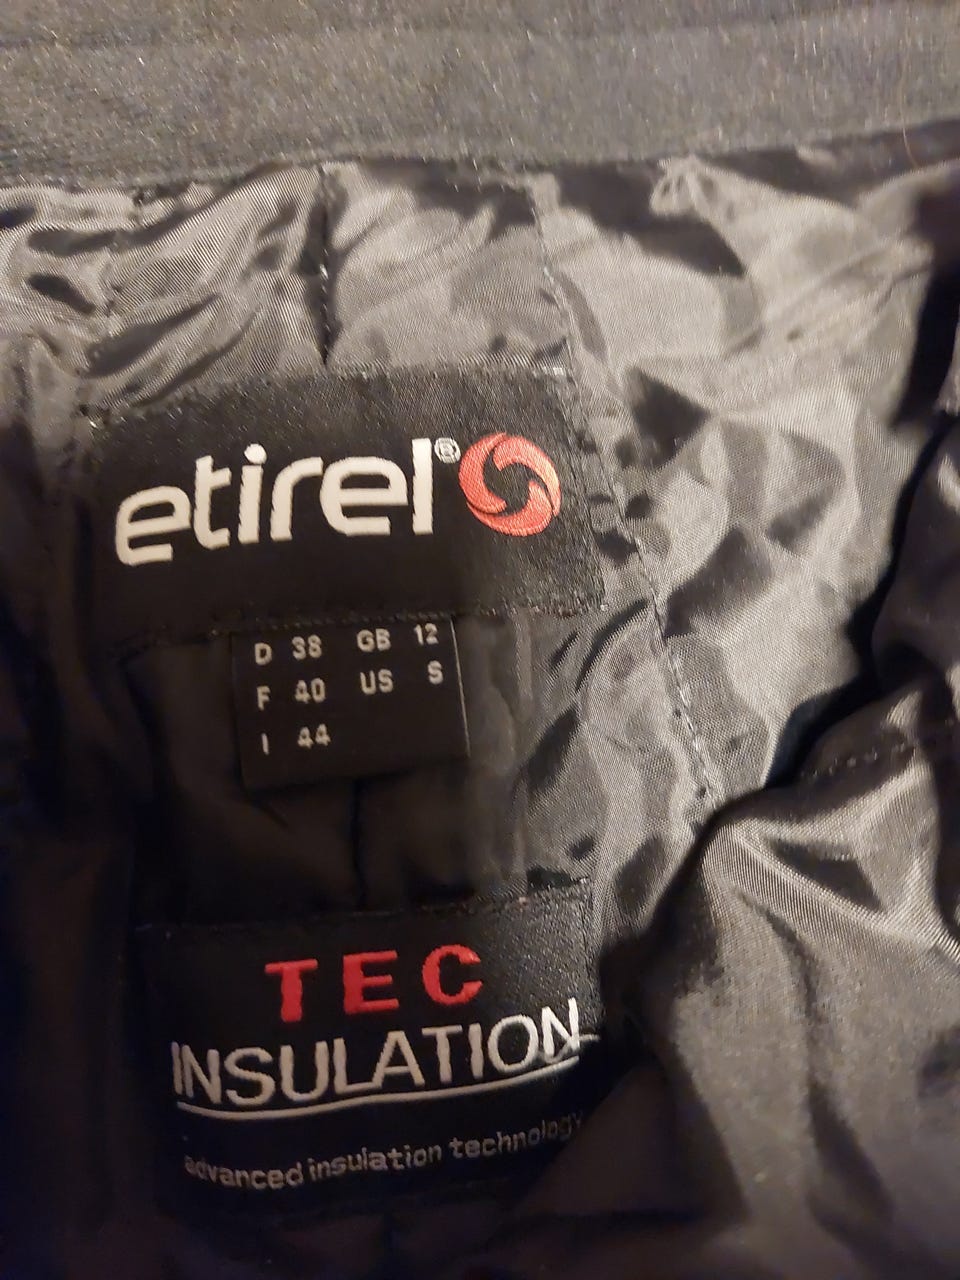 etirel®
D 38 GB 12
F 40 US S
I 44
TEC
INSULATION
advanced insulation technology